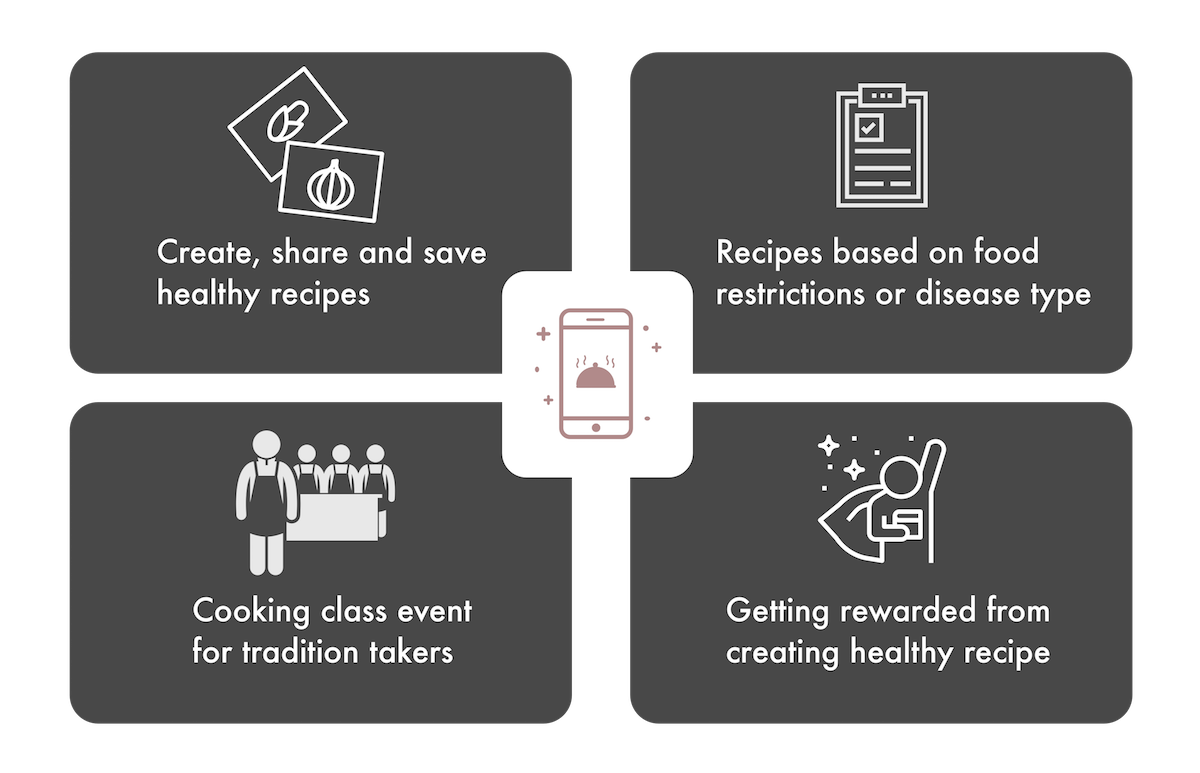 Create, share and save
healthy recipes
Recipes based on food
restrictions or disease type
Cooking class event
for tradition takers
Getting rewarded from
creating healthy recipe